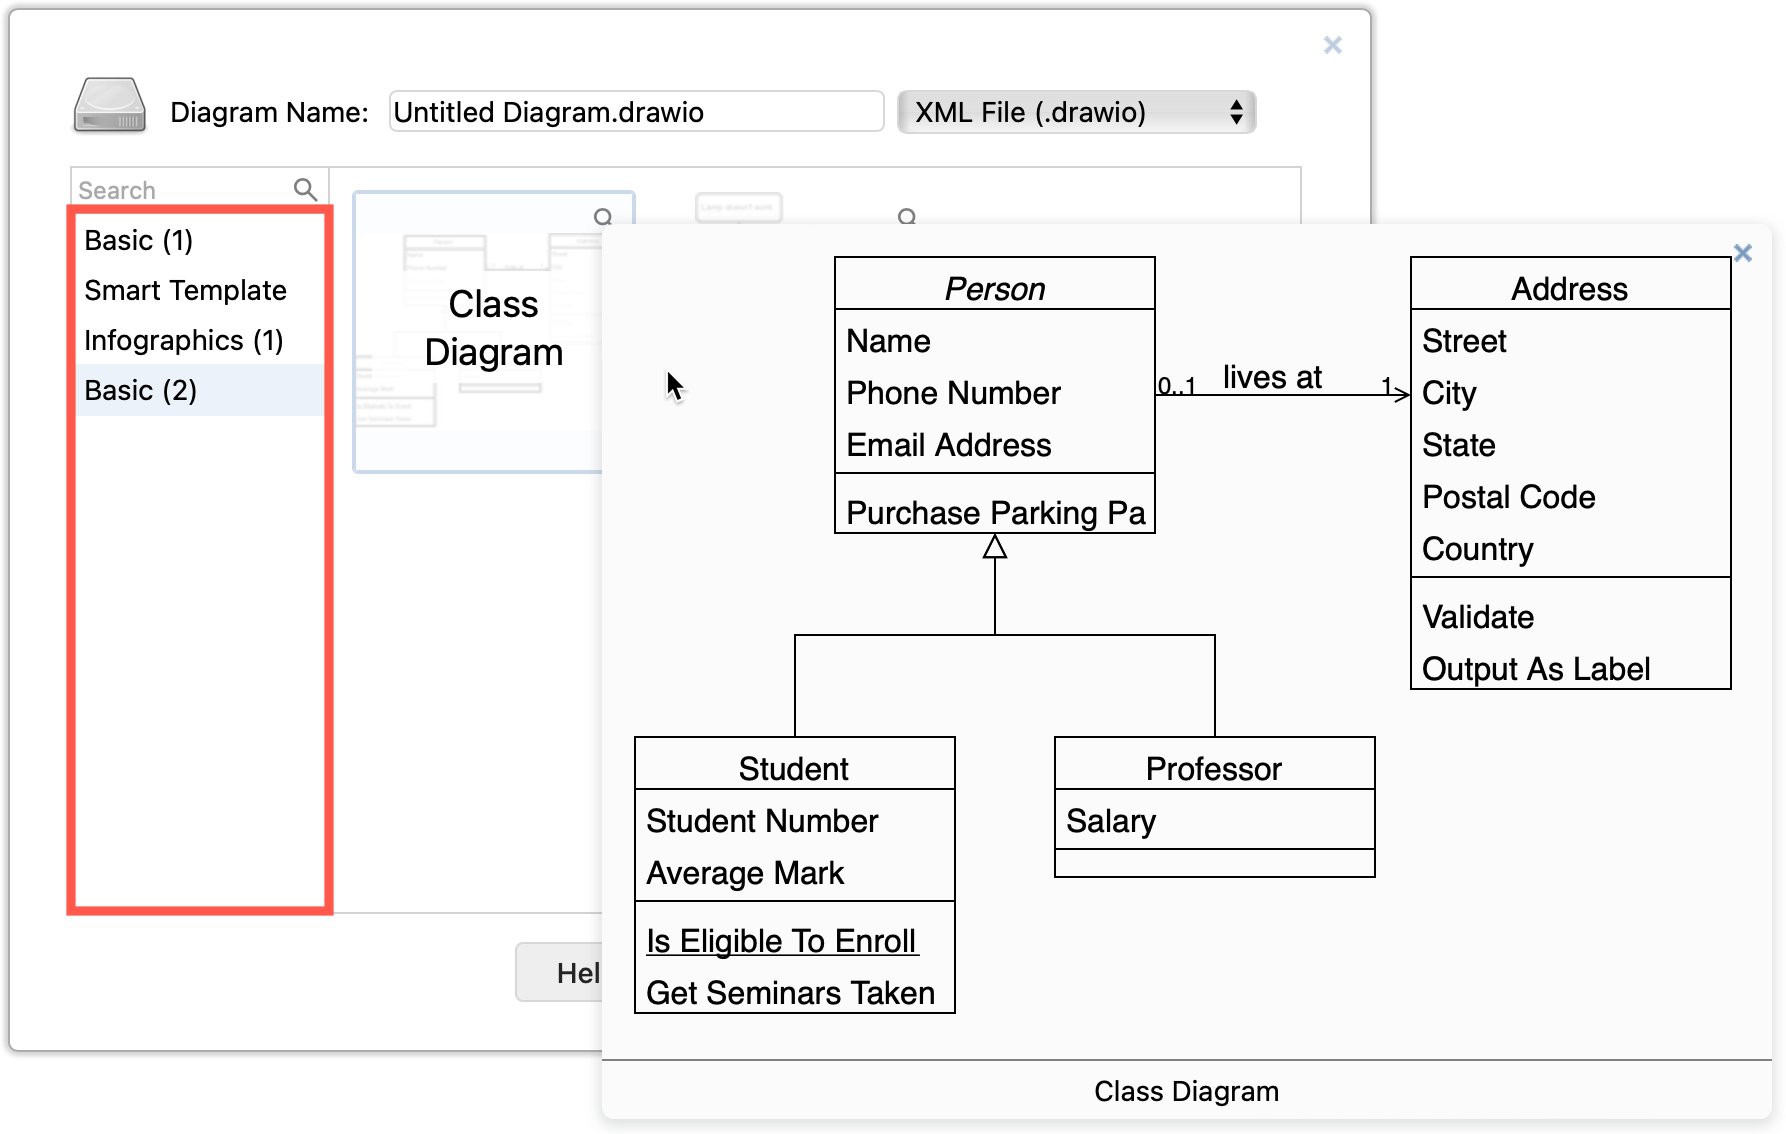 Diagram Name: Untitled Diagram.drawio XML File (.drawio)
Search
Basic (1)
Smart Template
Infographics (1)
Basic (2)
Class
Diagram
Hel
Person
Name
Phone Number
Email Address
Purchase Parking Pa
0..1 lives at 1
Address
Street
City
State
Postal Code
Country
Validate
Output As Label
Student
Student Number
Average Mark
Is Eligible To Enroll
Get Seminars Taken
Professor
Salary
Class Diagram